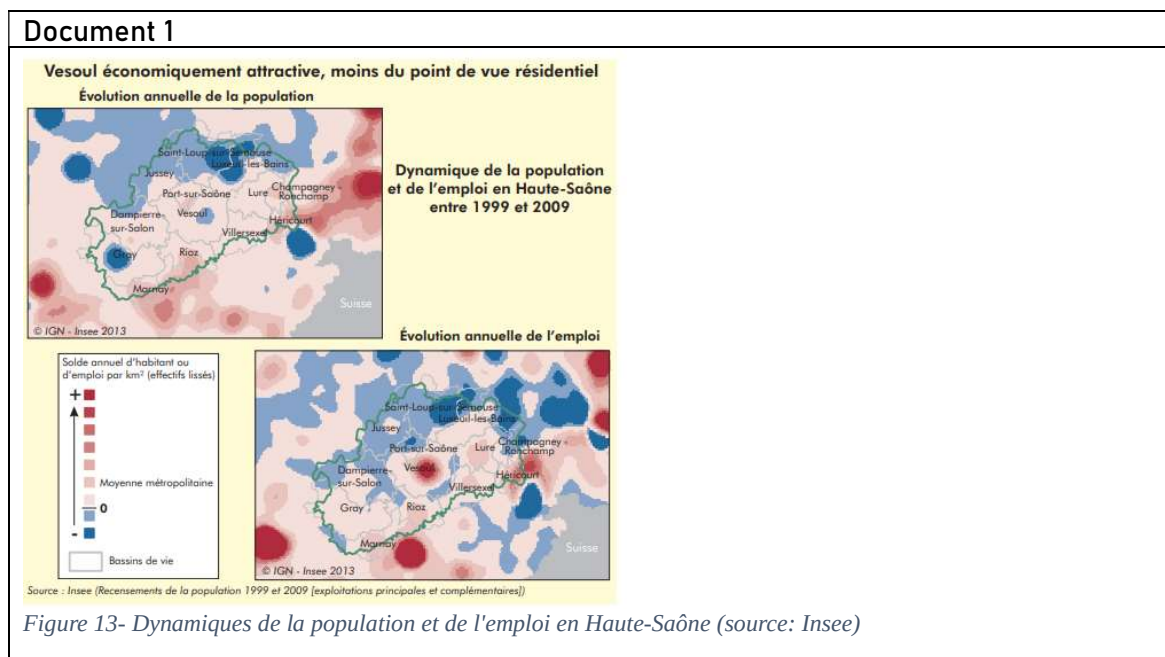 Document 1
Vesoul économiquement attractive, moins du point de vue résidentiel
Évolution annuelle de la population
Saint-Loup-sur-Semouse
Luxeuil-les-Bains
Jussey
Port-sur-Saône
Lure
Champagney -
Ronchamp
Dampierre-
sur-Salon
Vesoul
Héricourt
Villersexel
Gray
Rioz
Marnay
Suisse
© IGN - Insee 2013
Dynamique de la population
et de l'emploi en Haute-Saône
entre 1999 et 2009
Évolution annuelle de l'emploi
Solde annuel d'habitant ou
d'emploi par km² (effectifs lissés)
+
Moyenne métropolitaine
0
-
Bassins de vie
Saint-Loup-sur-Semouse
Luxeuil-les-Bains
Jussey
Port-sur-Saône
Lure
Champagney -
Ronchamp
Dampierre-
sur-Salon
Vesoul
Héricourt
Villersexel
Gray
Rioz
Marnay
Suisse
© IGN - Insee 2013
Source : Insee (Recensements de la population 1999 et 2009 [exploitations principales et complémentaires])
Figure 13- Dynamiques de la population et de l'emploi en Haute-Saône (source: Insee)